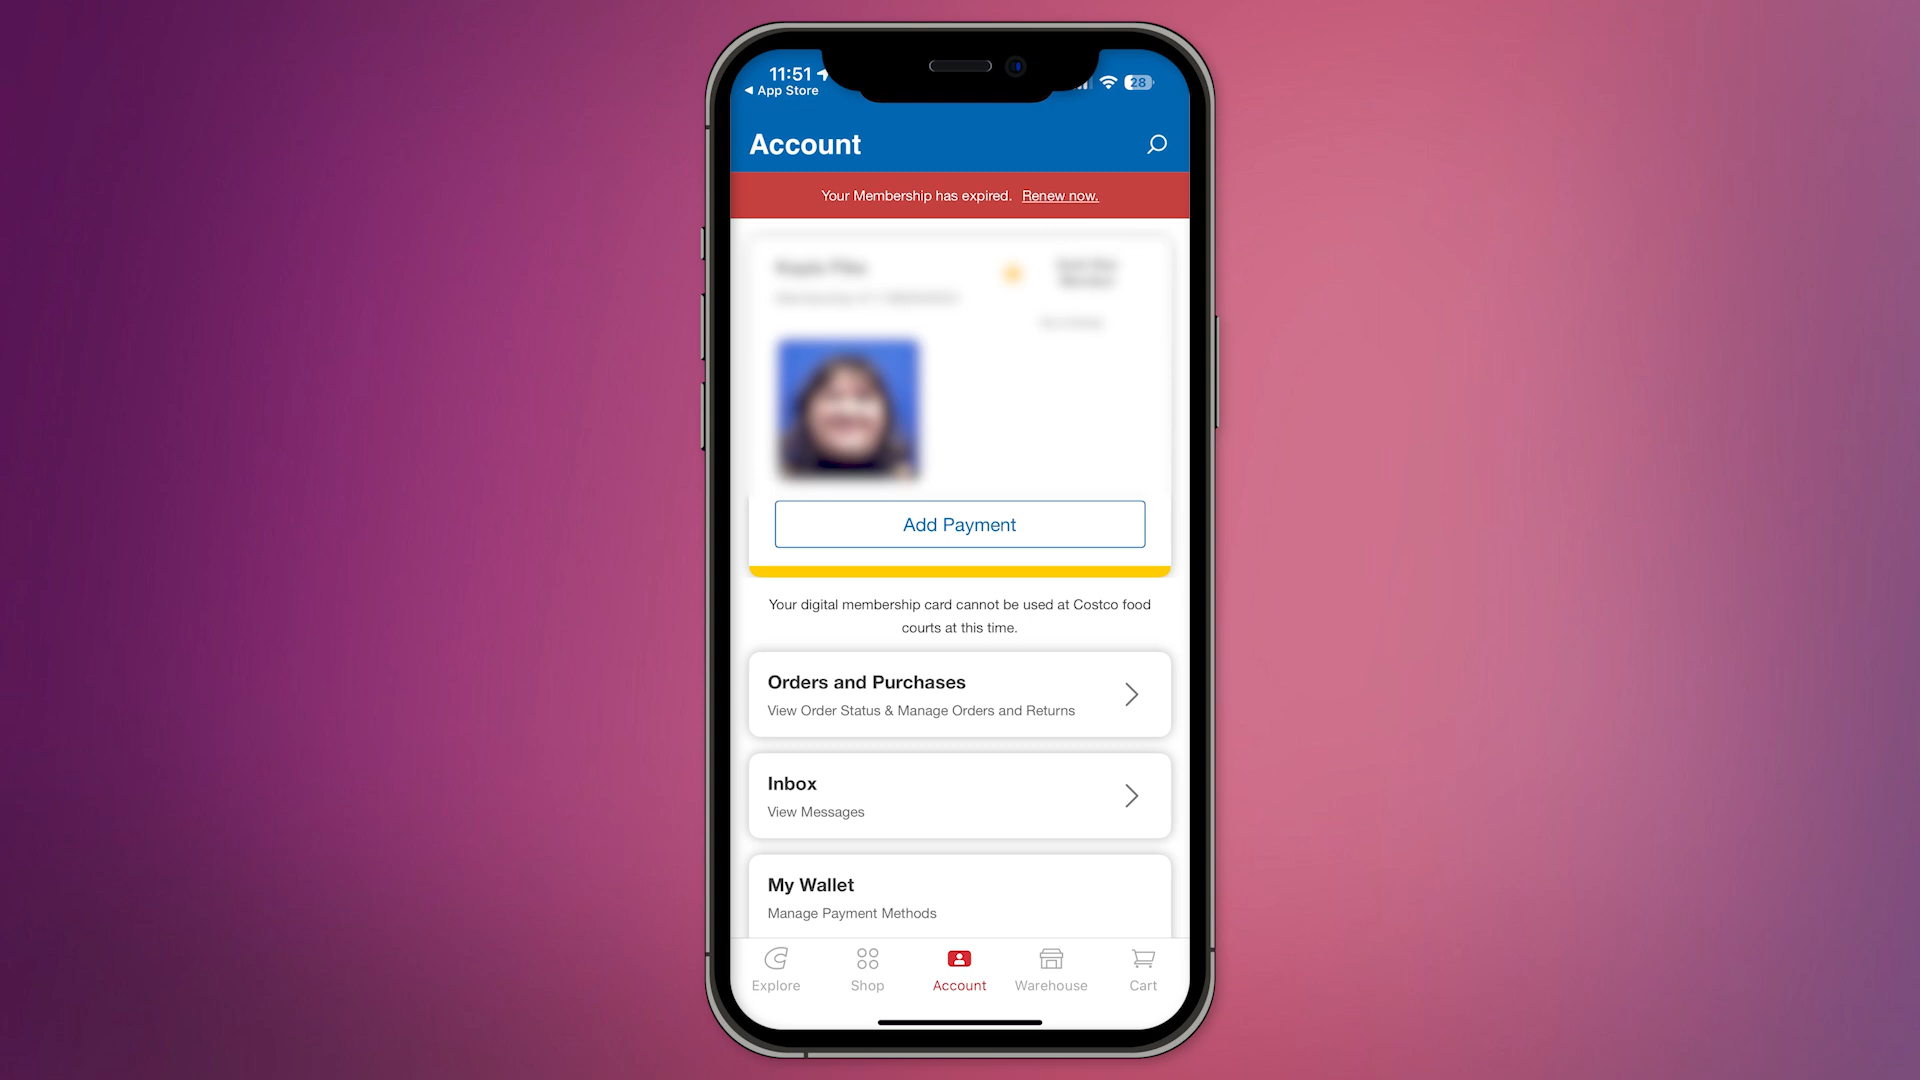 11:51
◀ App Store
28
Account
Your Membership has expired. Renew now.
Add Payment
Your digital membership card cannot be used at Costco food
courts at this time.
Orders and Purchases
View Order Status & Manage Orders and Returns
Inbox
View Messages
My Wallet
Manage Payment Methods
Explore
Shop
Account
Warehouse
Cart